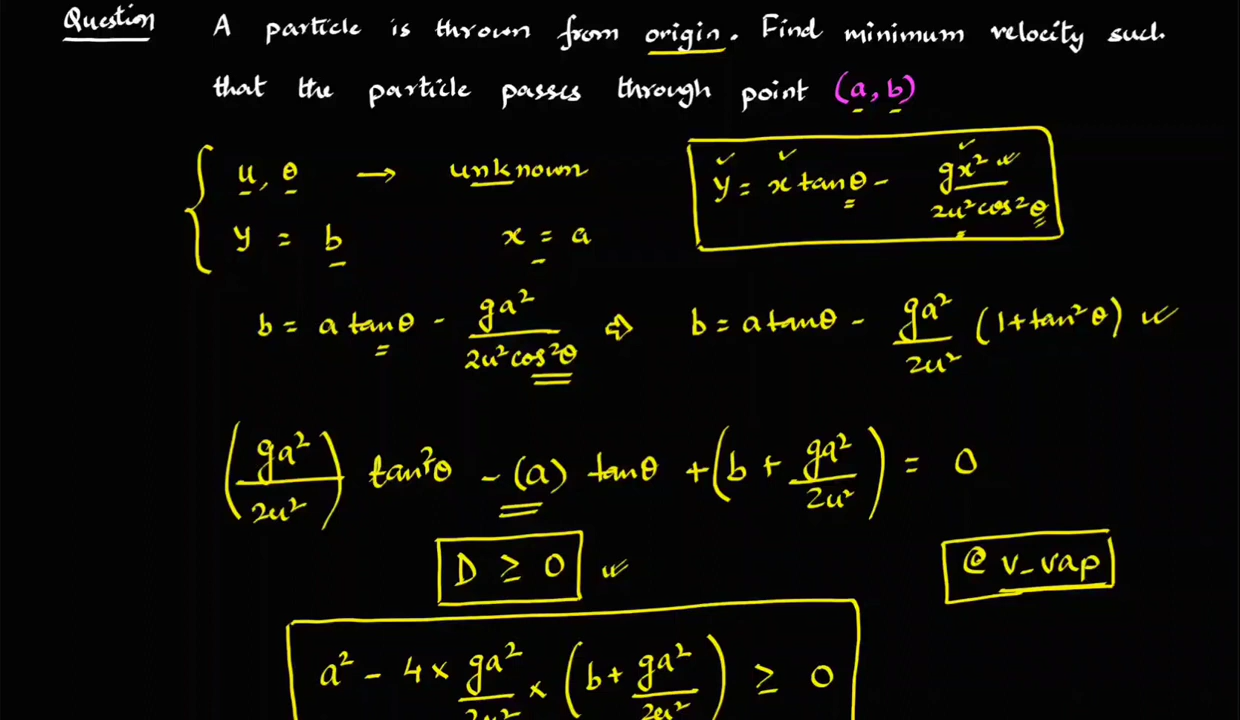 Question A particle is thrown from origin. Find minimum velocity such
that the particle passes through point (a, b)
u, θ → unknown
y = x tanθ - gx²/2u²cos²θ
y = b x = a
b = a tanθ - ga²/2u²cos²θ ⇒ b = a tanθ - ga²/2u² (1+tan²θ)
(ga²/2u²) tan²θ - (a) tanθ + (b + ga²/2u²) = 0
D ≥ 0
@ v_vap
a² - 4 × ga²/2u² × (b + ga²/2u²) ≥ 0